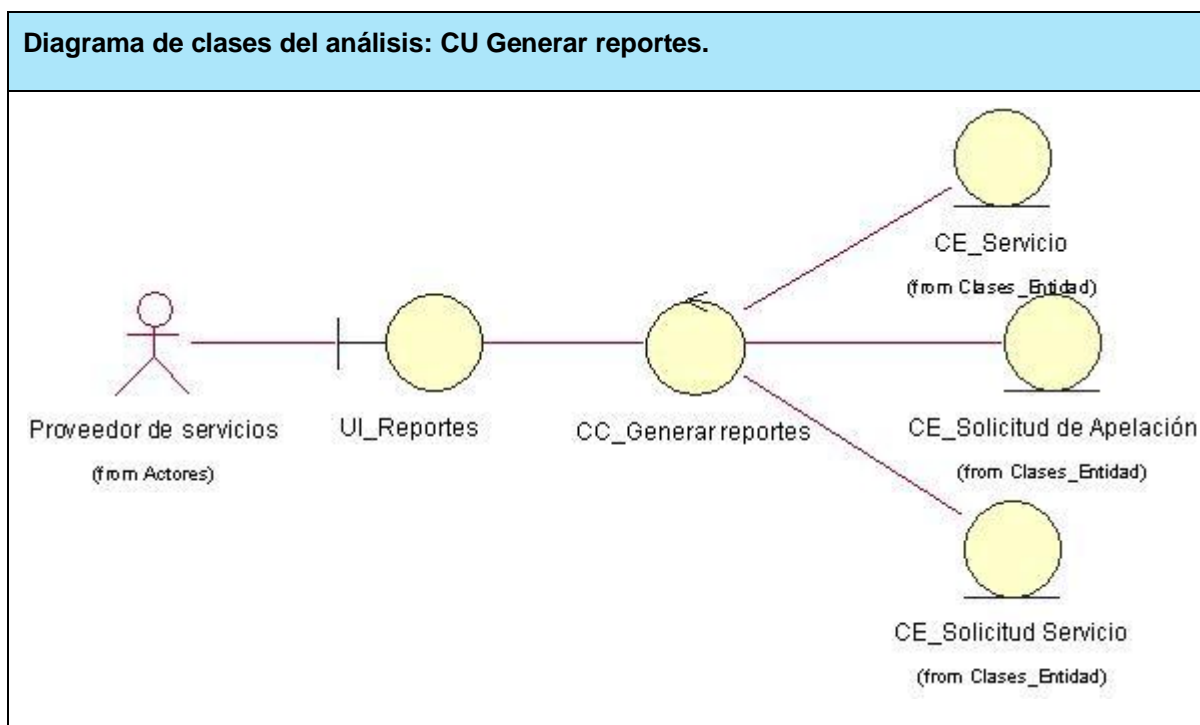 Diagrama de clases del análisis: CU Generar reportes.
CE_Servicio
(from Clases_Entidad)
Proveedor de servicios
(from Actores)
UI_Reportes
CC_Generar reportes
CE_Solicitud de Apelación
(from Clases_Entidad)
CE_Solicitud Servicio
(from Clases_Entidad)